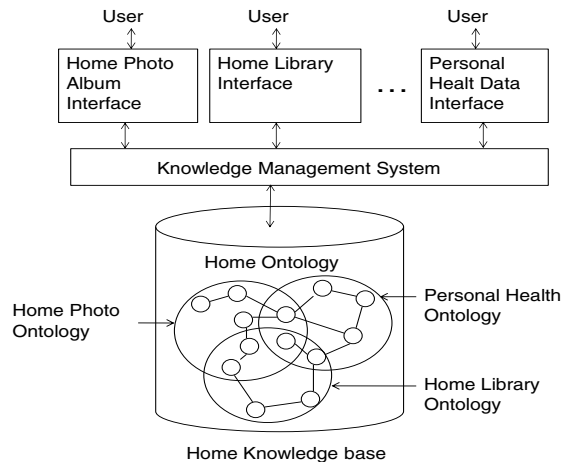 User
User
User
Home Photo
Album
Interface
Home Library
Interface
...
Personal
Healt Data
Interface
Knowledge Management System
Home Ontology
Home Photo
Ontology
Personal Health
Ontology
Home Library
Ontology
Home Knowledge base